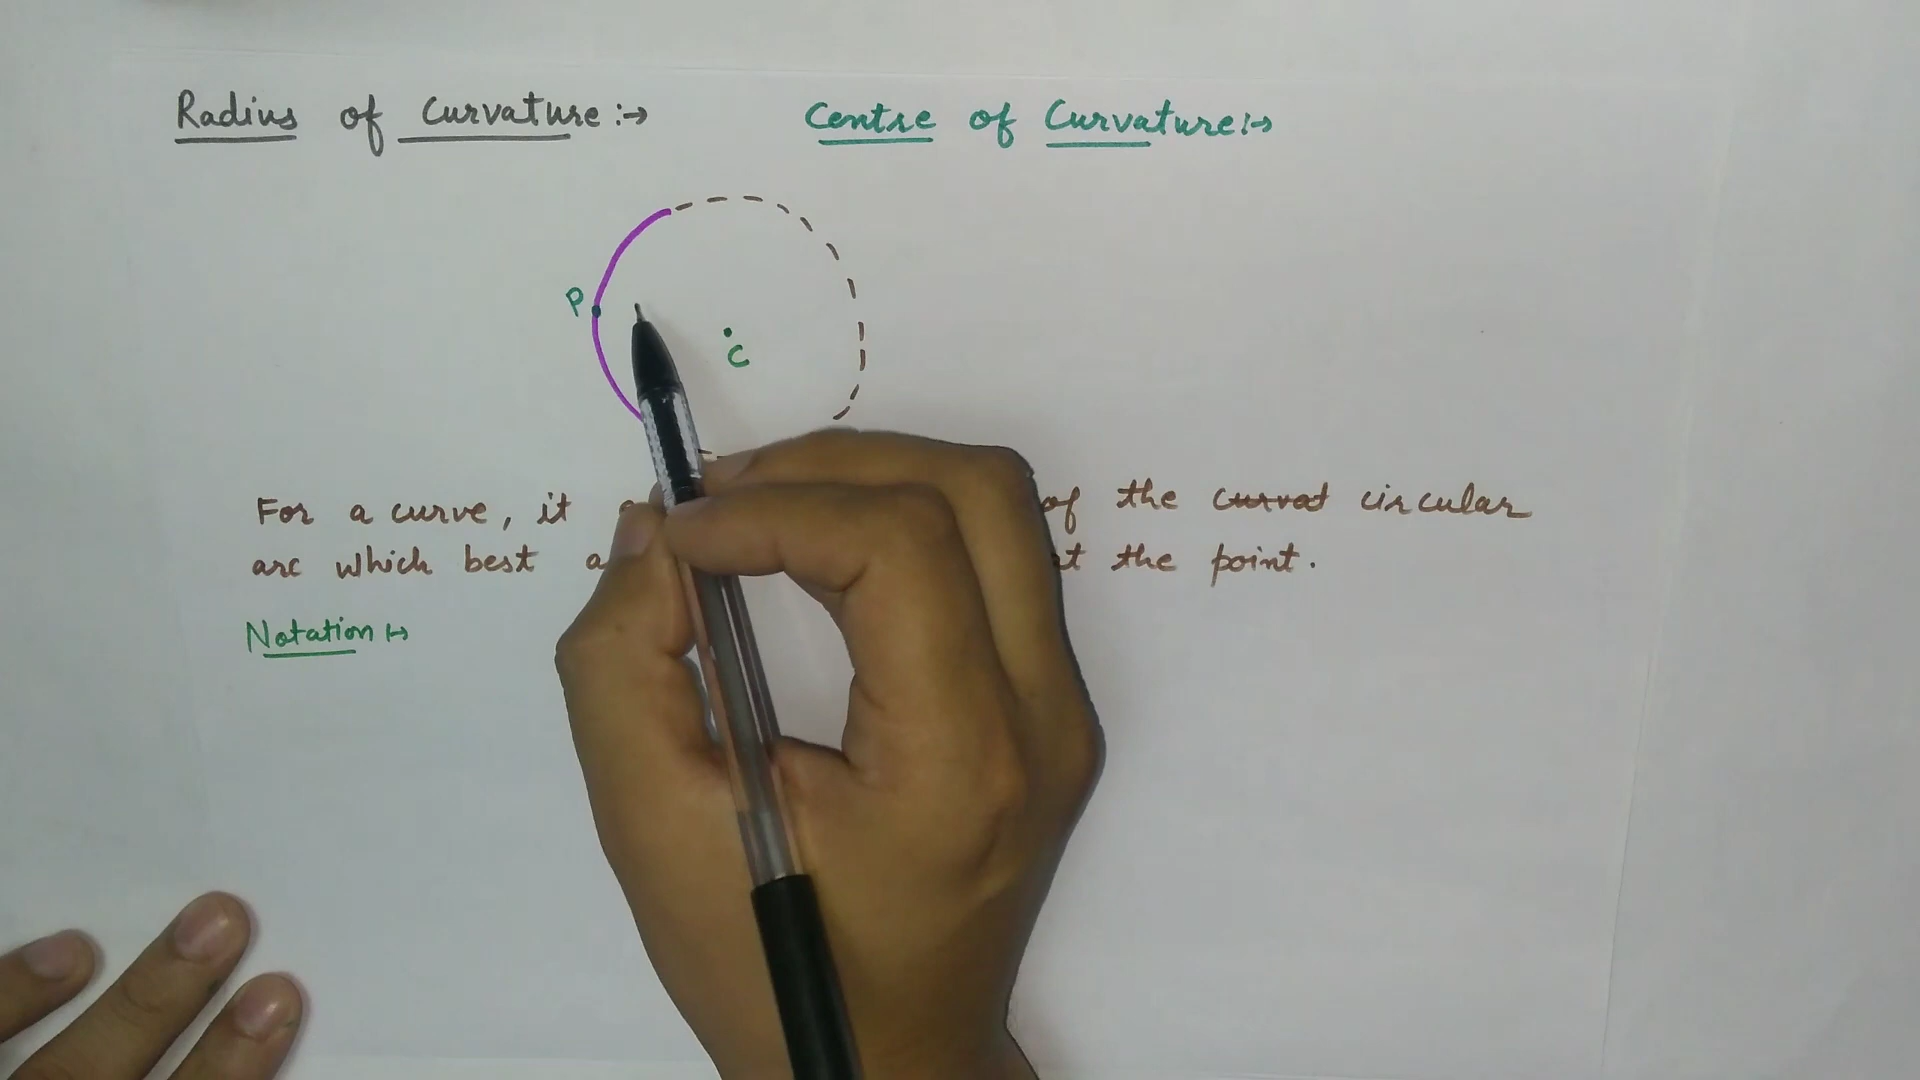 Radius of Curvature:→ Centre of Curvature:→
P
C
For a curve, it of the curved circular
arc which best at the point.
Notation :→